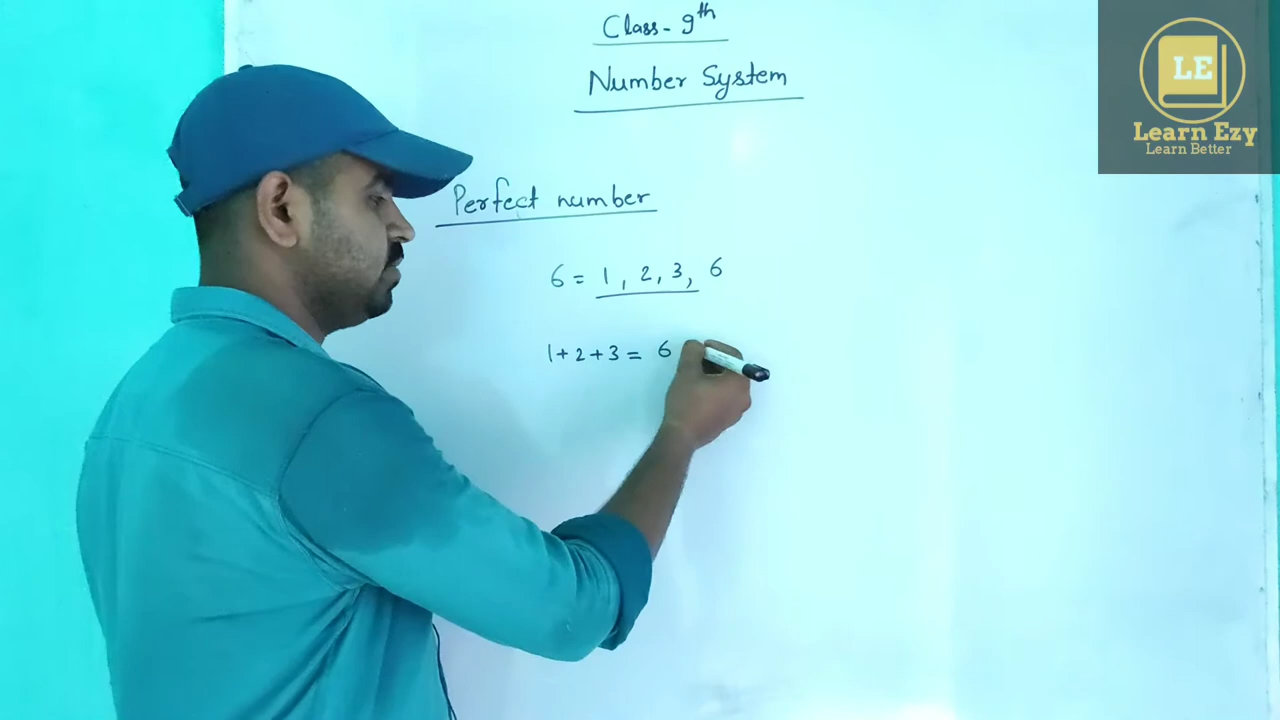 Class - 9th
Number System
LE
Learn Ezy
Learn Better
Perfect number
6 = 1, 2, 3, 6
1+2+3 = 6